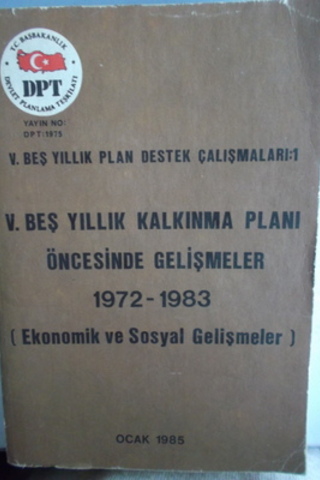 T.C. BAŞBAKANLIK
DEVLET PLANLAMA TEŞKİLATI
DPT
YAYIN NO:
DPT:1975
V. BEŞ YILLIK PLAN DESTEK ÇALIŞMALARI:1
V. BEŞ YILLIK KALKINMA PLANI
ÖNCESİNDE GELİŞMELER
1972-1983
( Ekonomik ve Sosyal Gelişmeler )
OCAK 1985